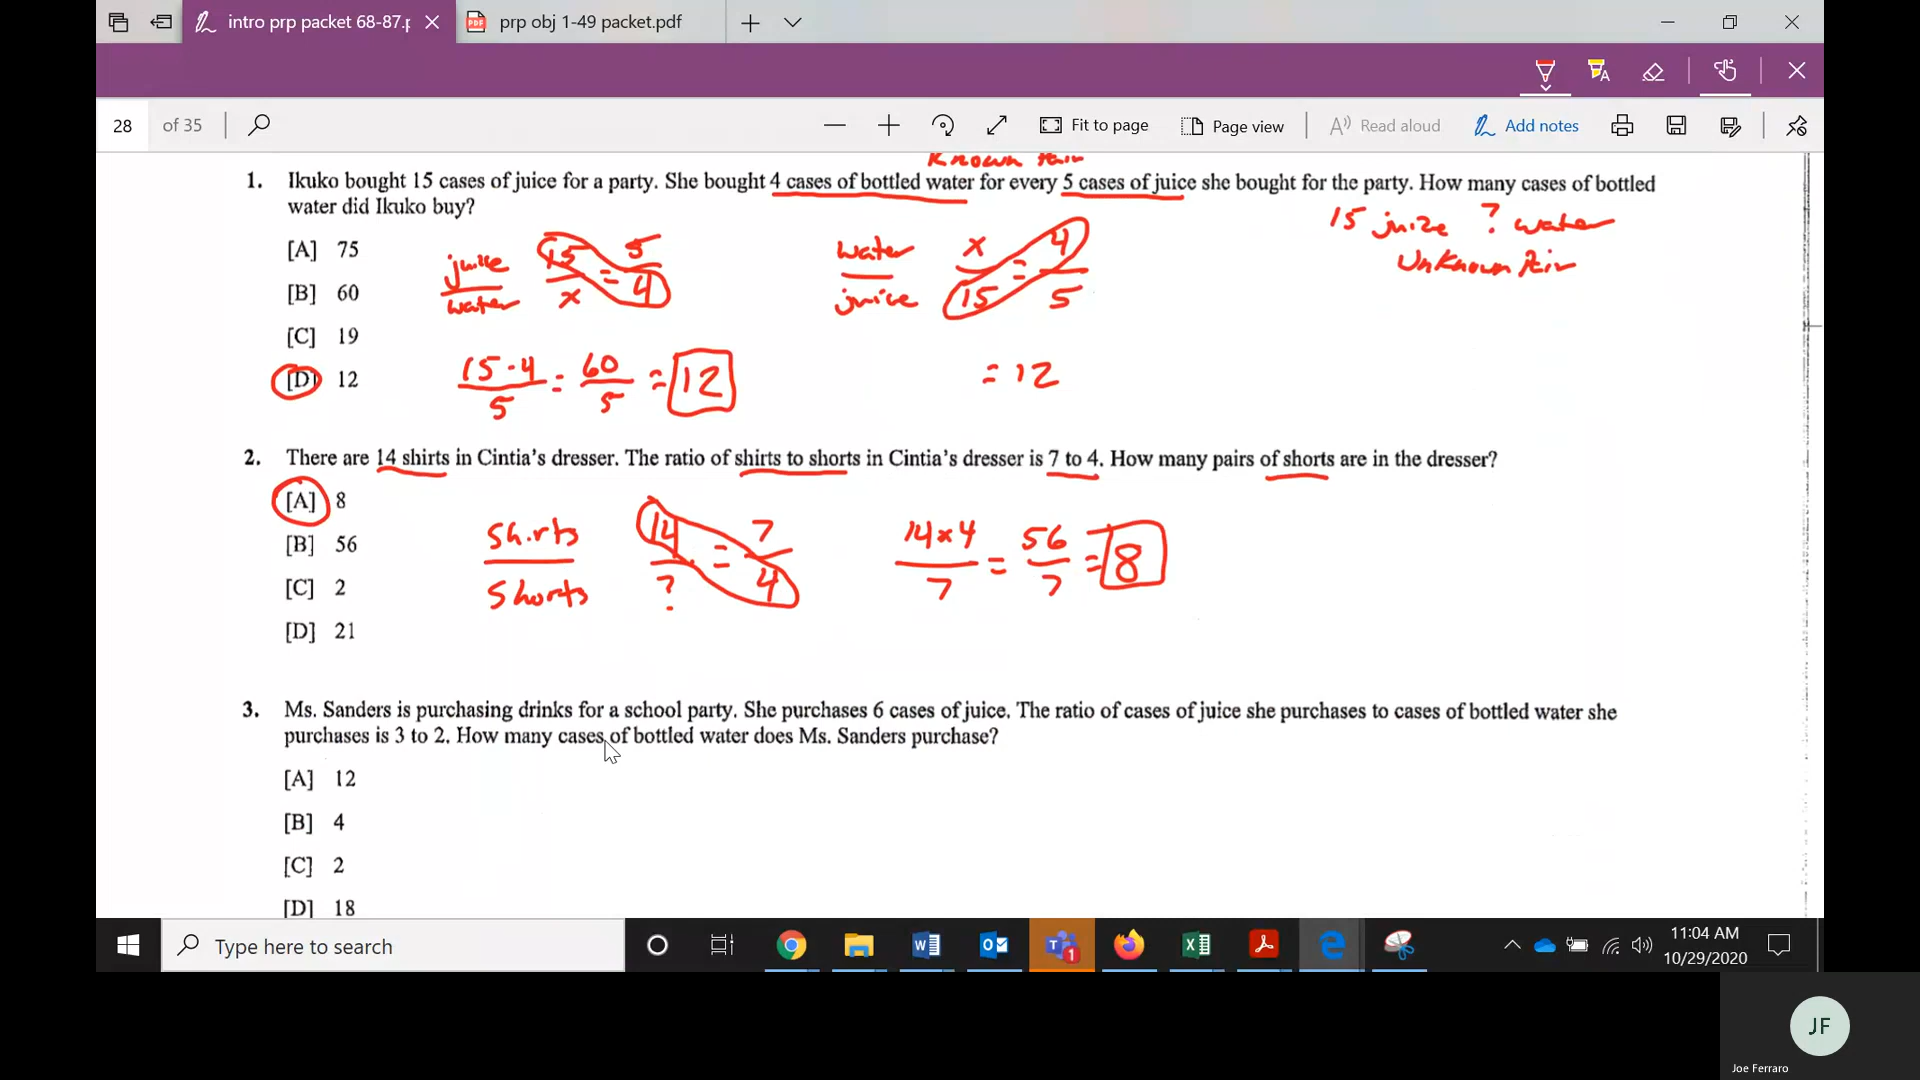 intro prp packet 68-87.p
prp obj 1-49 packet.pdf
28 of 35
Fit to page
Page view
Read aloud
Add notes
Known Pair
1. Ikuko bought 15 cases of juice for a party. She bought 4 cases of bottled water for every 5 cases of juice she bought for the party. How many cases of bottled
water did Ikuko buy?
15 juize ? water
Unknown Pair
[A] 75
[B] 60
[C] 19
[D] 12
juice
water
15 = 5
x 4
water
juice
x = 4
15 5
15 · 4 = 60 = 12
5 5
= 12
2. There are 14 shirts in Cintia's dresser. The ratio of shirts to shorts in Cintia's dresser is 7 to 4. How many pairs of shorts are in the dresser?
[A] 8
[B] 56
[C] 2
[D] 21
Shirts
Shorts
14 = 7
? 4
14 x 4 = 56 = 8
7 7
3. Ms. Sanders is purchasing drinks for a school party. She purchases 6 cases of juice. The ratio of cases of juice she purchases to cases of bottled water she
purchases is 3 to 2. How many cases of bottled water does Ms. Sanders purchase?
[A] 12
[B] 4
[C] 2
[D] 18
Type here to search
1
11:04 AM
10/29/2020
JF
Joe Ferraro